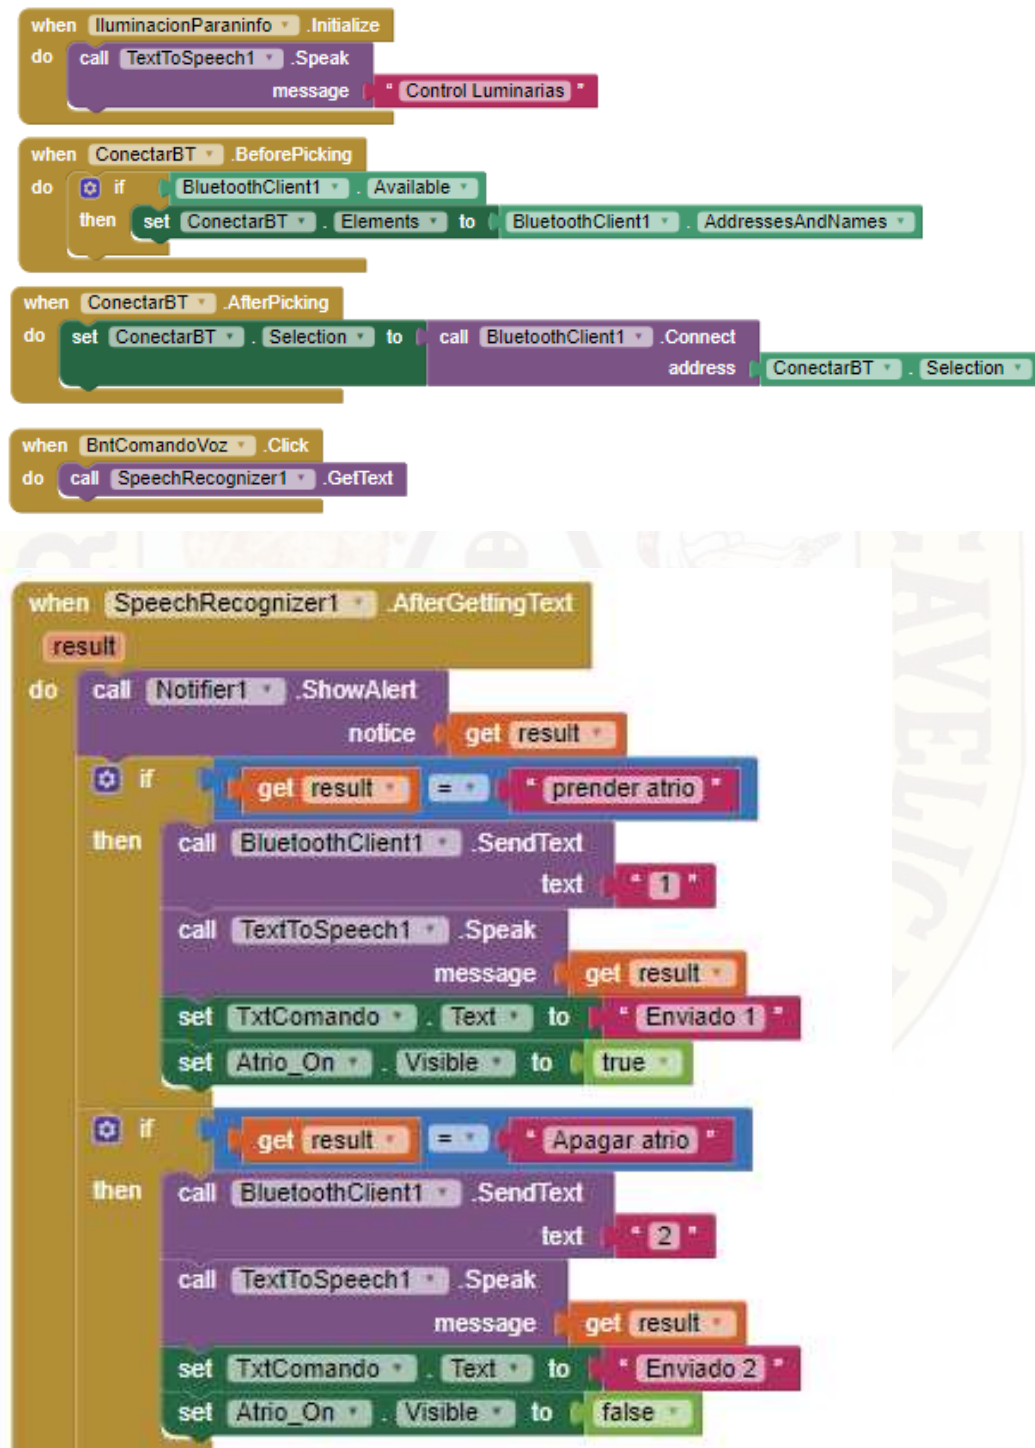 when IluminacionParaninfo .Initialize
do call TextToSpeech1 .Speak
message " Control Luminarias "
when ConectarBT .BeforePicking
do if BluetoothClient1 . Available
then set ConectarBT . Elements to BluetoothClient1 . AddressesAndNames
when ConectarBT .AfterPicking
do set ConectarBT . Selection to call BluetoothClient1 .Connect
address ConectarBT . Selection
when BntComandoVoz .Click
do call SpeechRecognizer1 .GetText
when SpeechRecognizer1 .AfterGettingText
result
do call Notifier1 .ShowAlert
notice get result
if get result = " prender atrio "
then call BluetoothClient1 .SendText
text " 1 "
call TextToSpeech1 .Speak
message get result
set TxtComando . Text to " Enviado 1 "
set Atrio_On . Visible to true
if get result = " Apagar atrio "
then call BluetoothClient1 .SendText
text " 2 "
call TextToSpeech1 .Speak
message get result
set TxtComando . Text to " Enviado 2 "
set Atrio_On . Visible to false